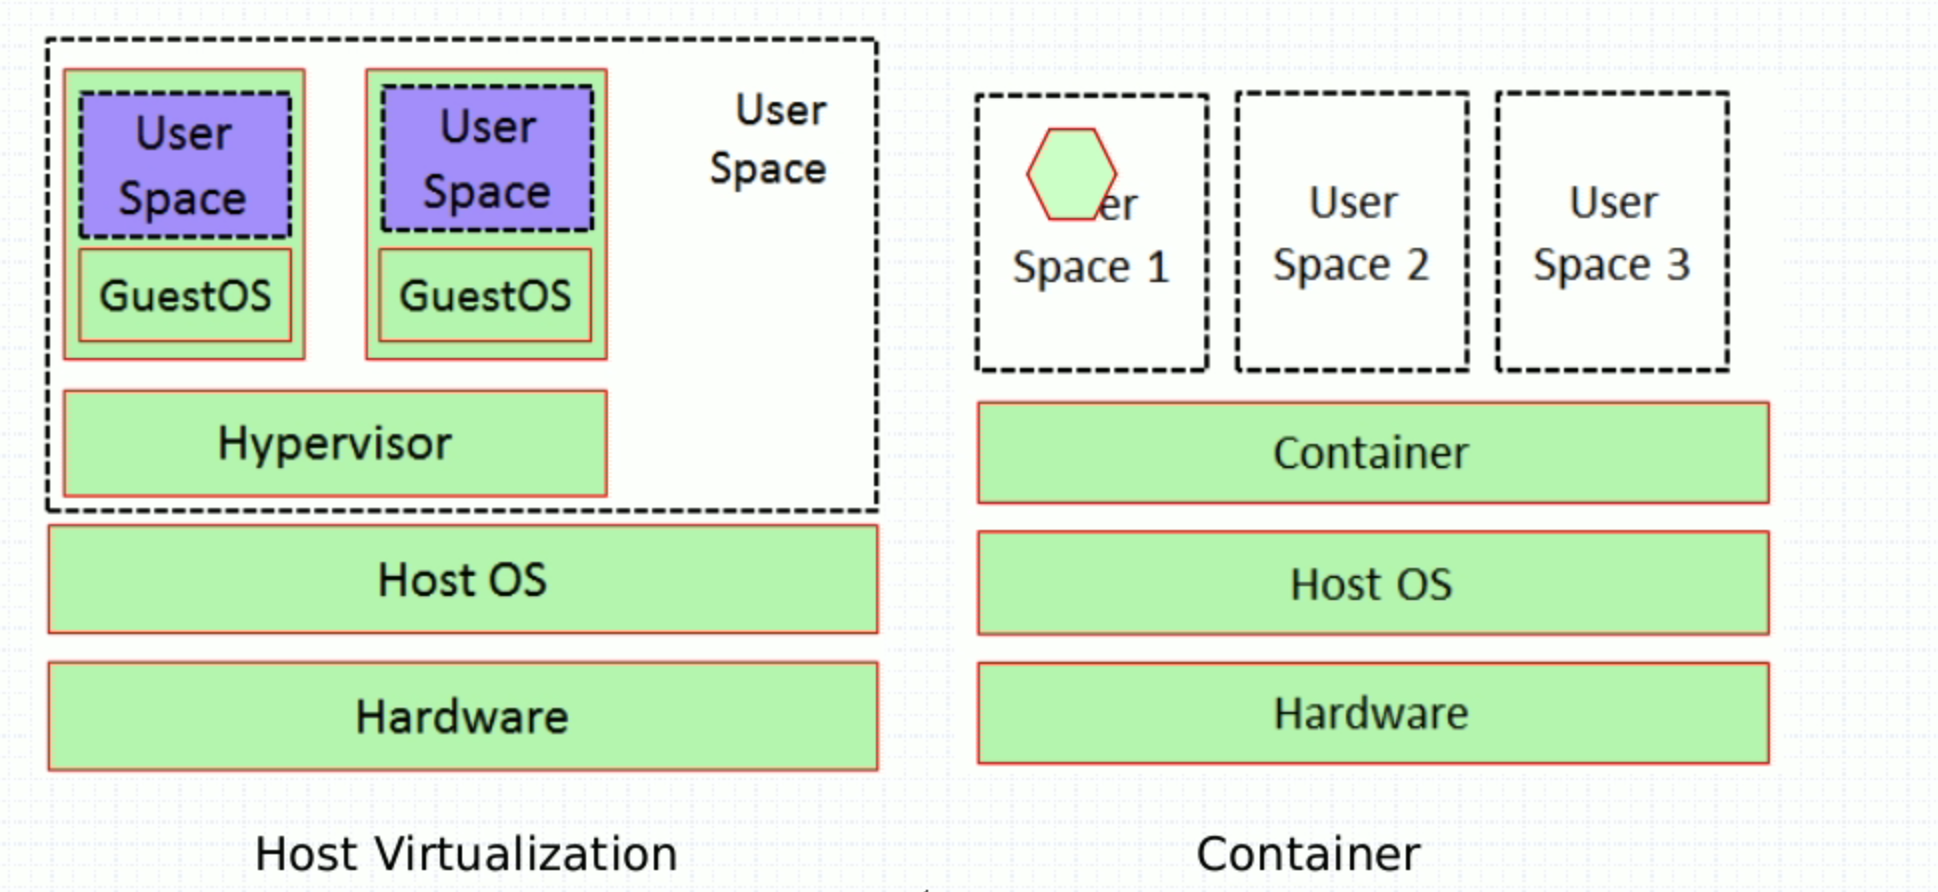 User
Space
User
Space
User
Space
GuestOS
GuestOS
Hypervisor
Host OS
Hardware
Host Virtualization
er
Space 1
User
Space 2
User
Space 3
Container
Host OS
Hardware
Container